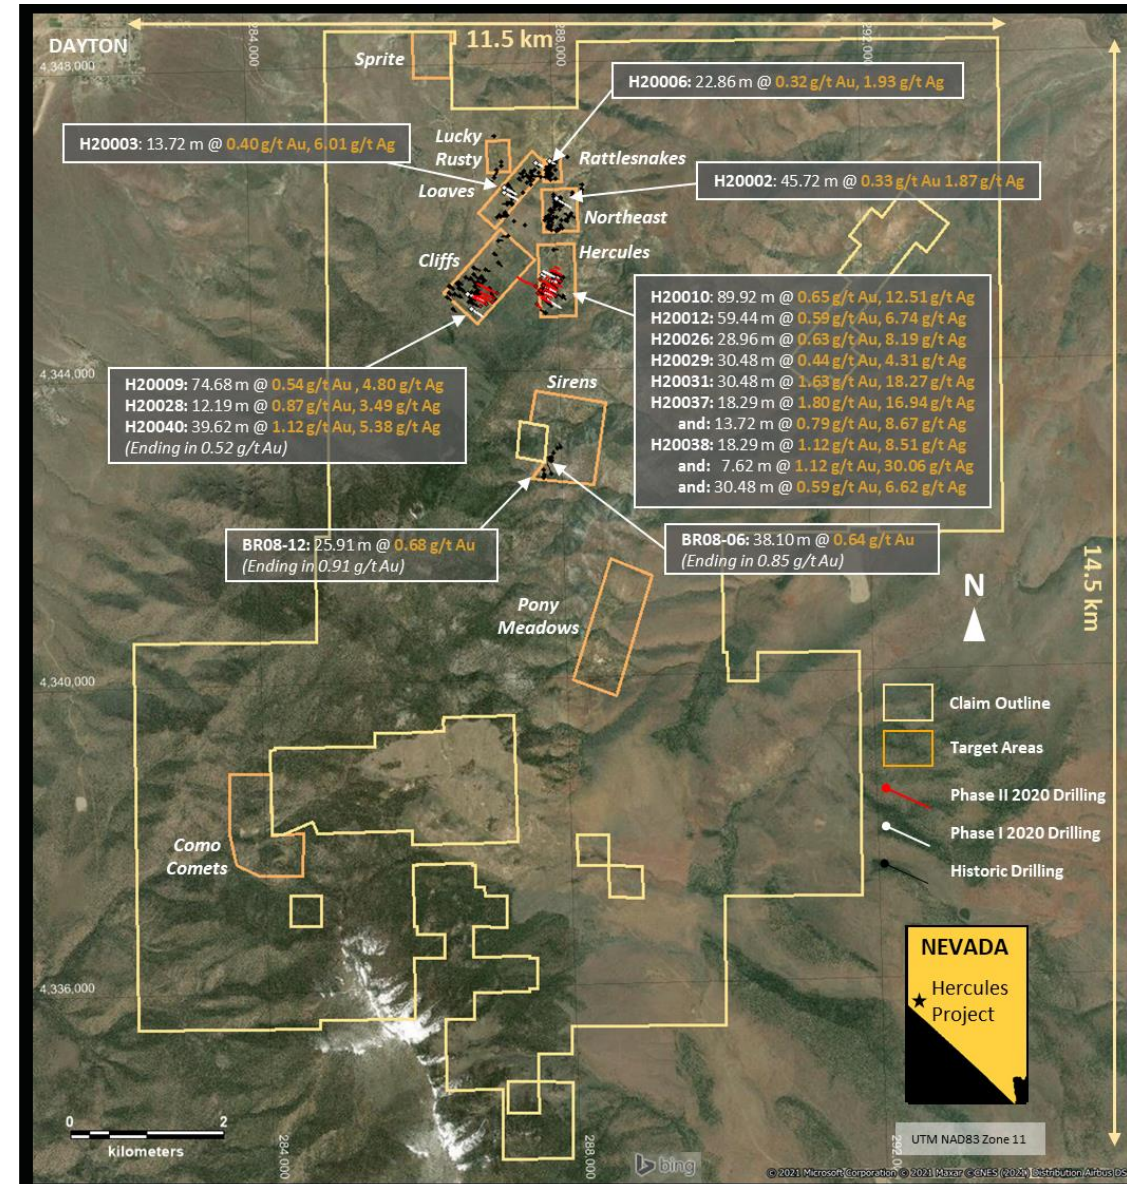 DAYTON
11.5 km
284,000
288,000
292,000
4,348,000
Sprite
H20006: 22.86 m @ 0.32 g/t Au, 1.93 g/t Ag
H20003: 13.72 m @ 0.40 g/t Au, 6.01 g/t Ag
Lucky
Rusty
Rattlesnakes
Loaves
H20002: 45.72 m @ 0.33 g/t Au 1.87 g/t Ag
Northeast
Cliffs
Hercules
H20010: 89.92 m @ 0.65 g/t Au, 12.51 g/t Ag
H20012: 59.44 m @ 0.59 g/t Au, 6.74 g/t Ag
H20026: 28.96 m @ 0.63 g/t Au, 8.19 g/t Ag
H20029: 30.48 m @ 0.44 g/t Au, 4.31 g/t Ag
H20031: 30.48 m @ 1.63 g/t Au, 18.27 g/t Ag
H20037: 18.29 m @ 1.80 g/t Au, 16.94 g/t Ag
and: 13.72 m @ 0.79 g/t Au, 8.67 g/t Ag
H20038: 18.29 m @ 1.12 g/t Au, 8.51 g/t Ag
and: 7.62 m @ 1.12 g/t Au, 30.06 g/t Ag
and: 30.48 m @ 0.59 g/t Au, 6.62 g/t Ag
4,344,000
H20009: 74.68 m @ 0.54 g/t Au , 4.80 g/t Ag
H20028: 12.19 m @ 0.87 g/t Au, 3.49 g/t Ag
H20040: 39.62 m @ 1.12 g/t Au, 5.38 g/t Ag
(Ending in 0.52 g/t Au)
Sirens
BR08-12: 25.91 m @ 0.68 g/t Au
(Ending in 0.91 g/t Au)
BR08-06: 38.10 m @ 0.64 g/t Au
(Ending in 0.85 g/t Au)
14.5 km
N
Pony
Meadows
4,340,000
Claim Outline
Target Areas
Phase II 2020 Drilling
Phase I 2020 Drilling
Historic Drilling
Como
Comets
NEVADA
Hercules
Project
4,336,000
0 2
kilometers
284,000
288,000
UTM NAD83 Zone 11
bing
© 2021 Microsoft Corporation © 2021 Maxar ©CNES (2021) Distribution Airbus DS